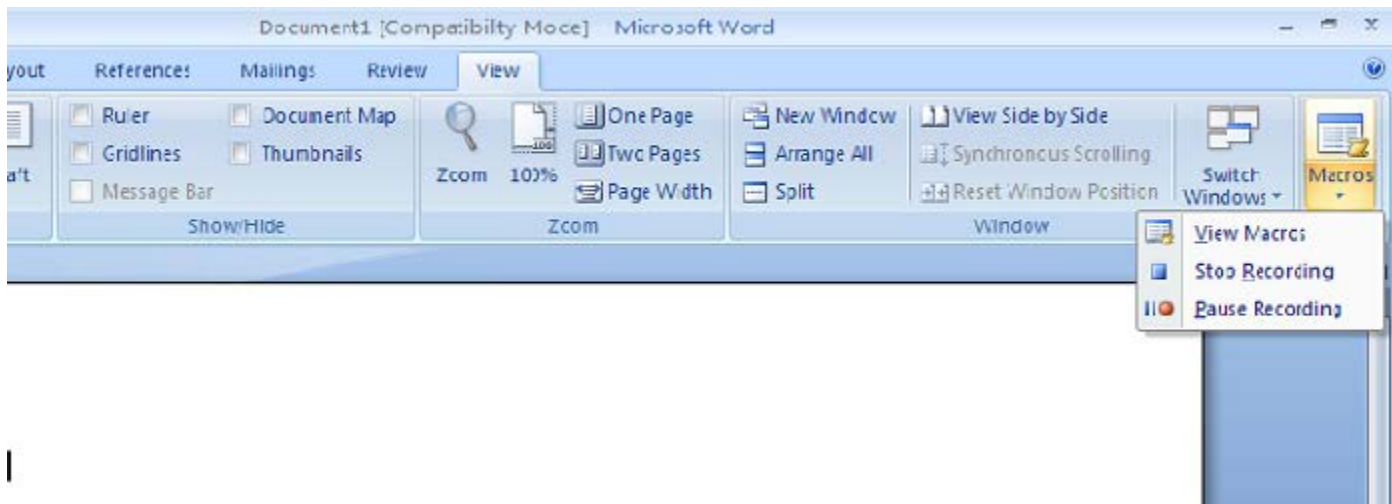 Document1 [Compatibilty Mode] Microsoft Word
yout References Mailings Review View
Ruler Document Map One Page New Window View Side by Side
Gridlines Thumbnails Two Pages Arrange All Synchronous Scrolling
Message Bar Zoom 100% Page Width Split Reset Window Position Switch Windows Macros
Show/Hide Zoom Window
View Macros
Stop Recording
Pause Recording